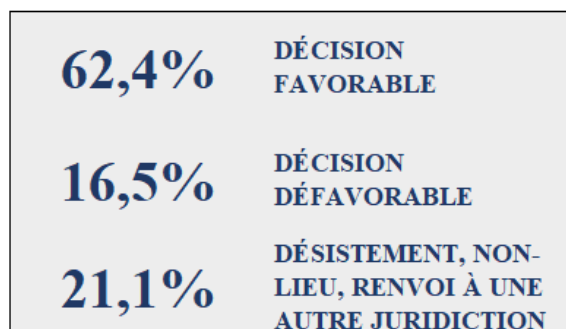 62,4%
DÉCISION
FAVORABLE
16,5%
DÉCISION
DÉFAVORABLE
21,1%
DÉSISTEMENT, NON-
LIEU, RENVOI À UNE
AUTRE JURIDICTION